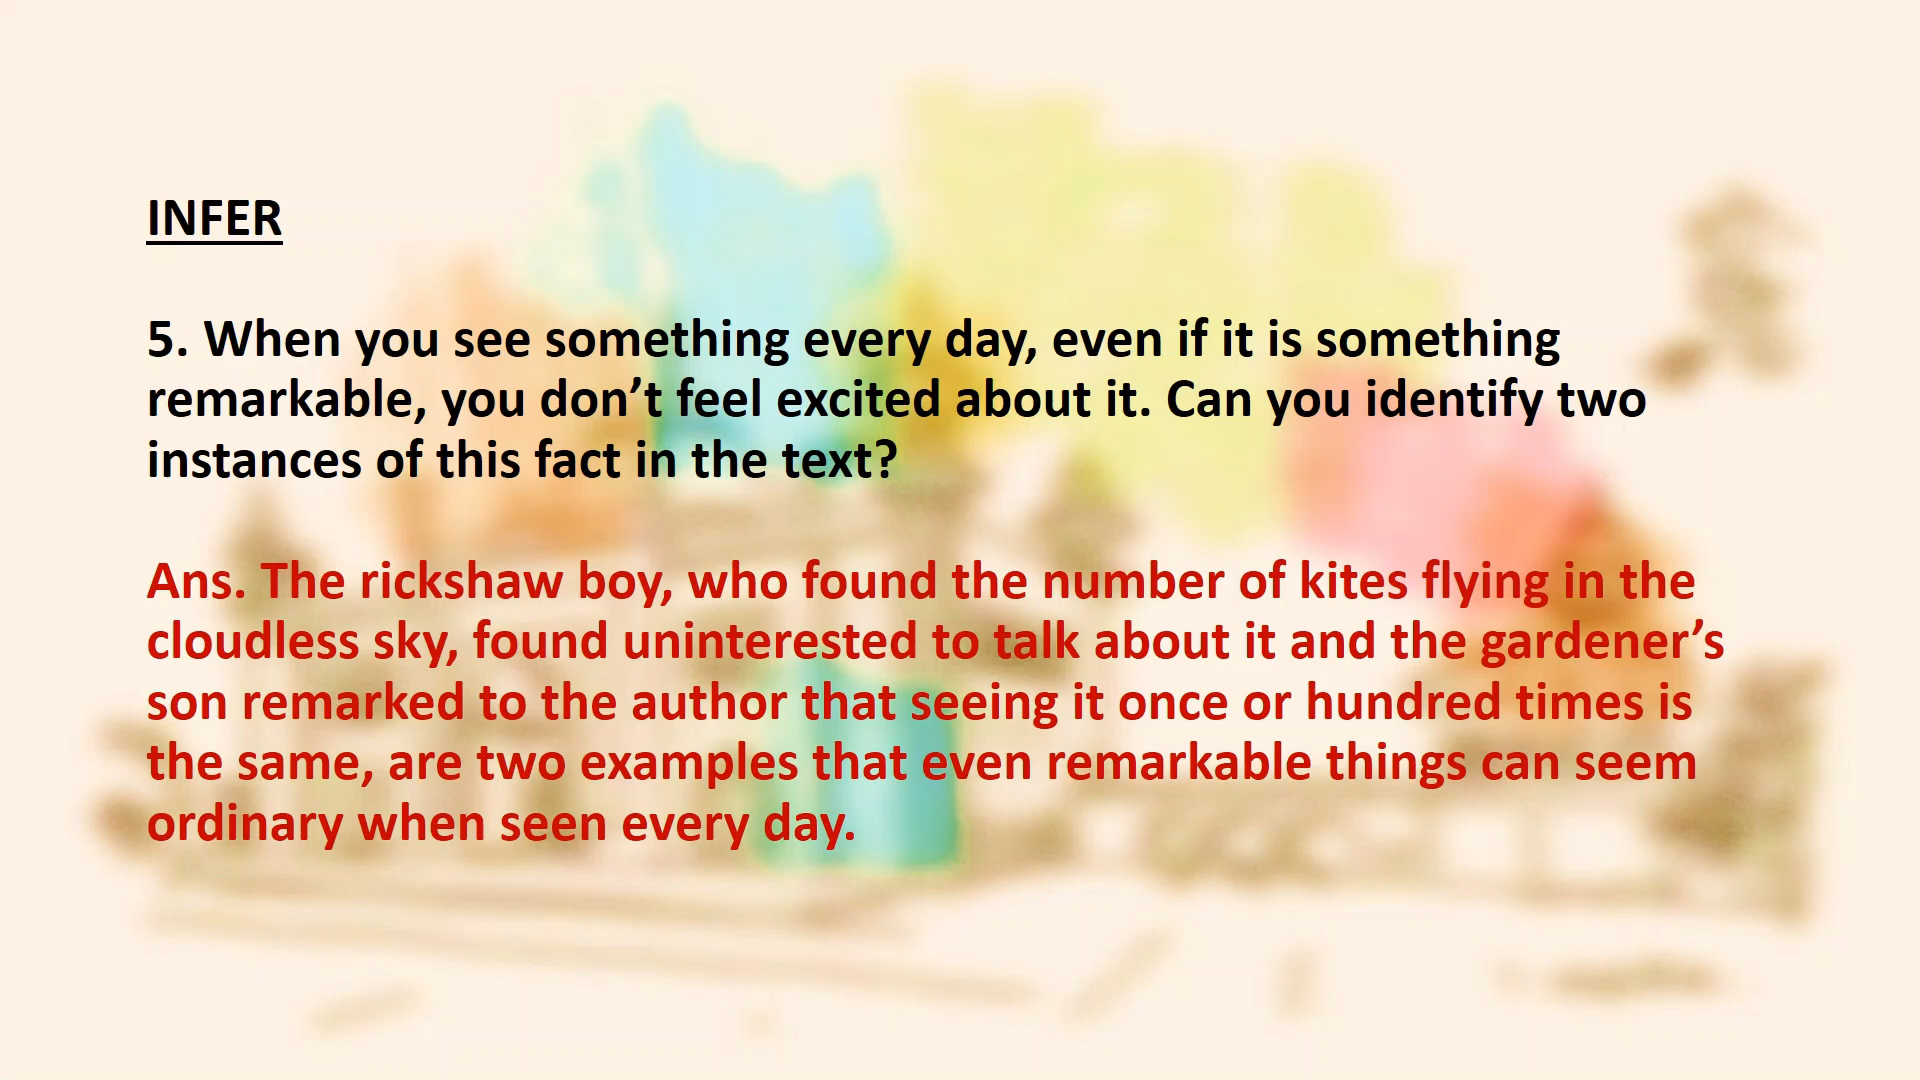 INFER
5. When you see something every day, even if it is something
remarkable, you don’t feel excited about it. Can you identify two
instances of this fact in the text?
Ans. The rickshaw boy, who found the number of kites flying in the
cloudless sky, found uninterested to talk about it and the gardener’s
son remarked to the author that seeing it once or hundred times is
the same, are two examples that even remarkable things can seem
ordinary when seen every day.